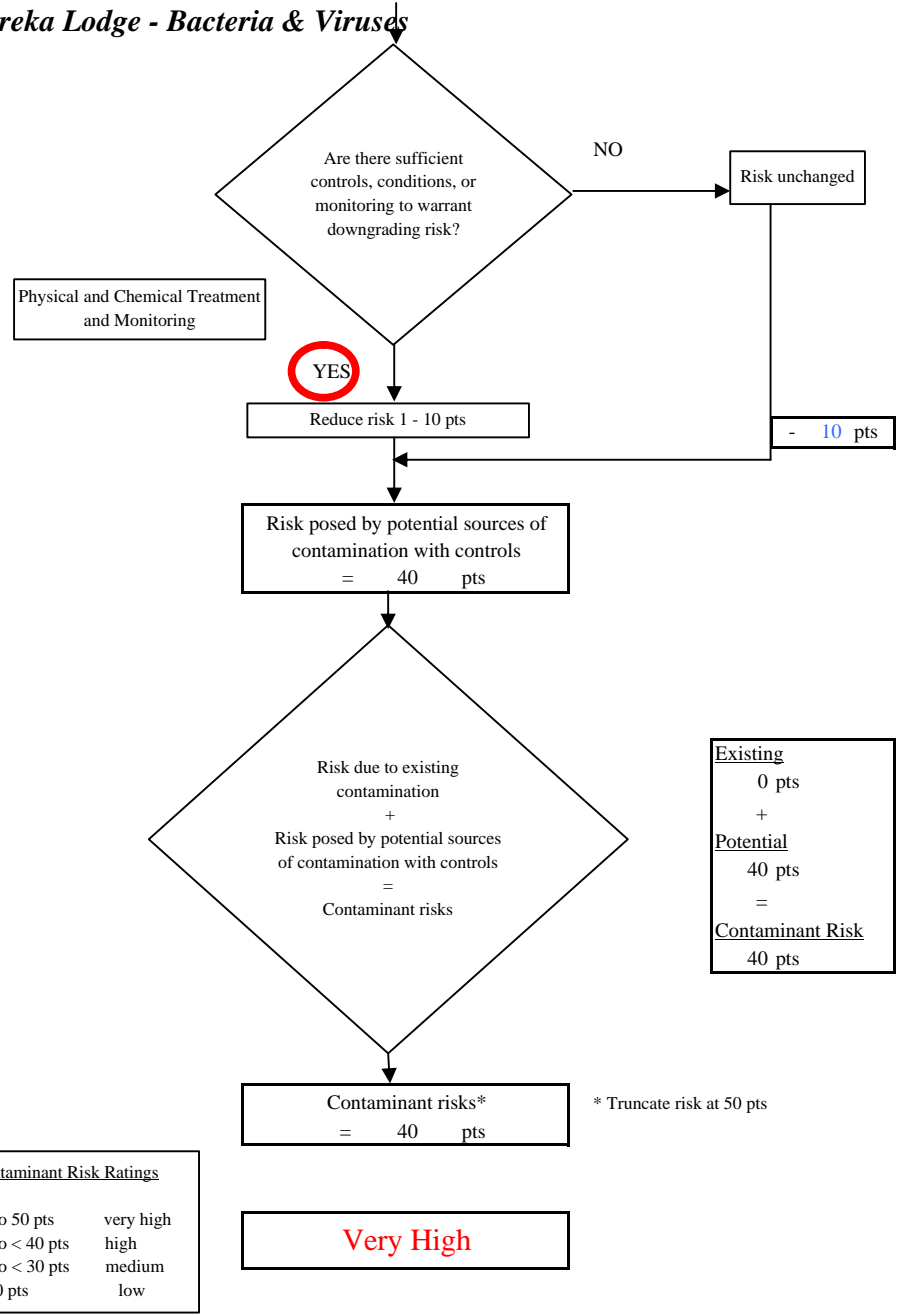 reka Lodge - Bacteria & Viruses
Are there sufficient
controls, conditions, or
monitoring to warrant
downgrading risk?
NO
Risk unchanged
Physical and Chemical Treatment
and Monitoring
YES
Reduce risk 1 - 10 pts
- 10 pts
Risk posed by potential sources of
contamination with controls
= 40 pts
Risk due to existing
contamination
+
Risk posed by potential sources
of contamination with controls
=
Contaminant risks
Existing
0 pts
+
Potential
40 pts
=
Contaminant Risk
40 pts
Contaminant risks*
= 40 pts
* Truncate risk at 50 pts
taminant Risk Ratings
o 50 pts very high
o < 40 pts high
o < 30 pts medium
pts low
Very High